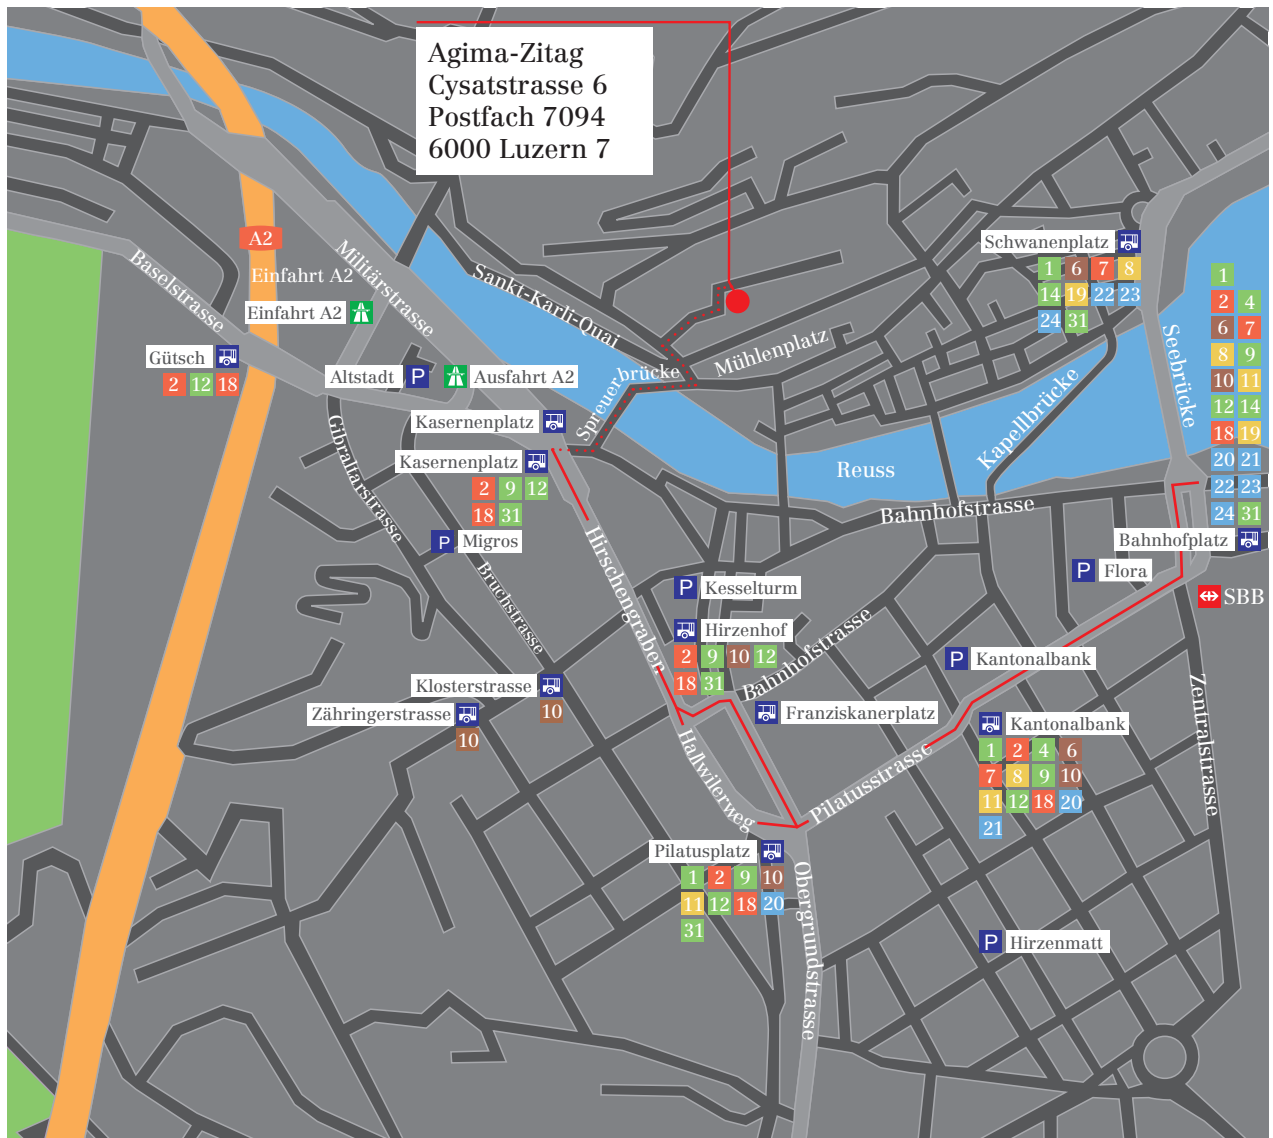 Agima-Zitag
Cysatstrasse 6
Postfach 7094
6000 Luzern 7
A2
Einfahrt A2
Einfahrt A2
Baselstrasse
Militärstrasse
Sankt-Karli-Quai
Mühlenplatz
Spreuerbrücke
Schwanenplatz
1 6 7 8
14 19 22 23
24 31
Seebrücke
Kapellbrücke
Reuss
1
2 4
6 7
8 9
10 11
12 14
18 19
20 21
22 23
24 31
Bahnhofplatz
SBB
Gütsch
2 12 18
Altstadt P
Ausfahrt A2
Kasernenplatz
Kasernenplatz
2 9 12
18 31
Gibraltarstrasse
P Migros
Bruchstrasse
Hirschengraben
Bahnhofstrasse
P Flora
P Kesselturm
Hirzenhof
2 9 10 12
18 31
Bahnhofstrasse
P Kantonalbank
Klosterstrasse
10
Zähringerstrasse
10
Franziskanerplatz
Kantonalbank
1 2 4 6
7 8 9 10
11 12 18 20
21
Zentralstrasse
Hallwilerweg
Pilatusstrasse
Pilatusplatz
1 2 9 10
11 12 18 20
31
Obergrundstrasse
P Hirzenmatt